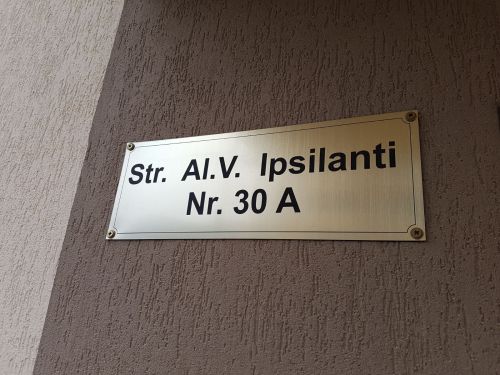 Str. Al.V. Ipsilanti
Nr. 30 A